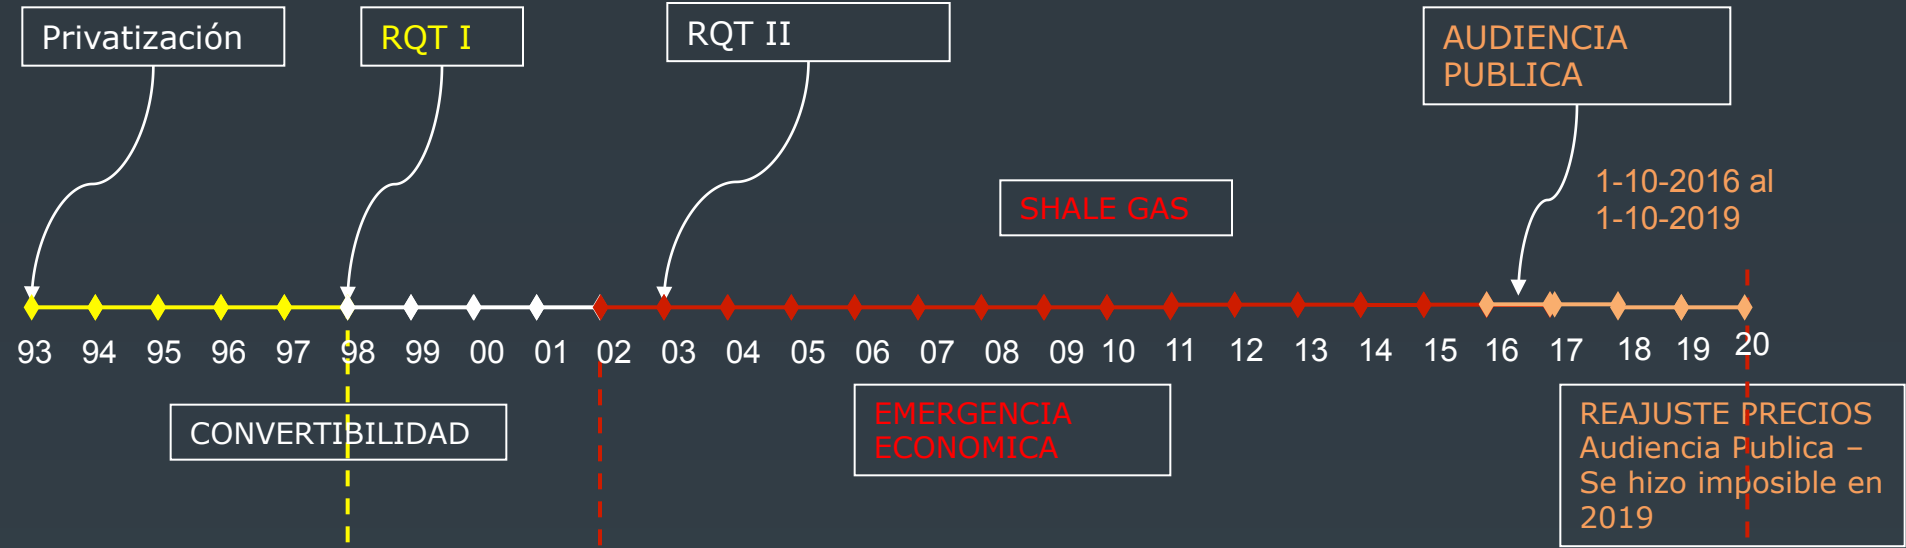 Privatización
RQT I
RQT II
AUDIENCIA
PUBLICA
1-10-2016 al
1-10-2019
SHALE GAS
93 94 95 96 97 98 99 00 01 02 03 04 05 06 07 08 09 10 11 12 13 14 15 16 17 18 19 20
CONVERTIBILIDAD
EMERGENCIA
ECONOMICA
REAJUSTE PRECIOS
Audiencia Publica –
Se hizo imposible en
2019